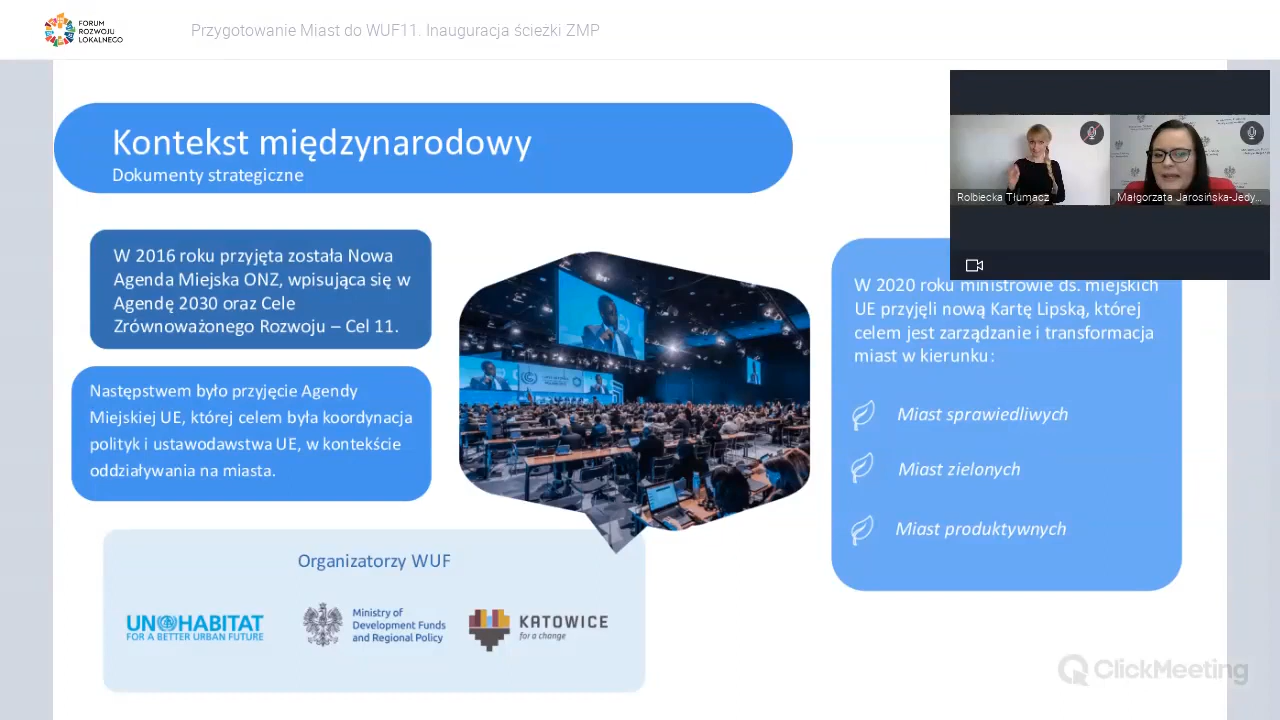 FORUM
ROZWOJU
LOKALNEGO
Przygotowanie Miast do WUF11. Inauguracja ścieżki ZMP
Kontekst międzynarodowy
Dokumenty strategiczne
Rolbiecka Tłumacz
Małgorzata Jarosińska-Jedy...
W 2016 roku przyjęta została Nowa
Agenda Miejska ONZ, wpisująca się w
Agendę 2030 oraz Cele
Zrównoważonego Rozwoju – Cel 11.
Następstwem było przyjęcie Agendy
Miejskiej UE, której celem była koordynacja
polityk i ustawodawstwa UE, w kontekście
oddziaływania na miasta.
W 2020 roku ministrowie ds. miejskich
UE przyjęli nową Kartę Lipską, której
celem jest zarządzanie i transformacja
miast w kierunku:
Miast sprawiedliwych
Miast zielonych
Miast produktywnych
Organizatorzy WUF
UN HABITAT
FOR A BETTER URBAN FUTURE
Ministry of
Development Funds
and Regional Policy
KATOWICE
for a change
ClickMeeting